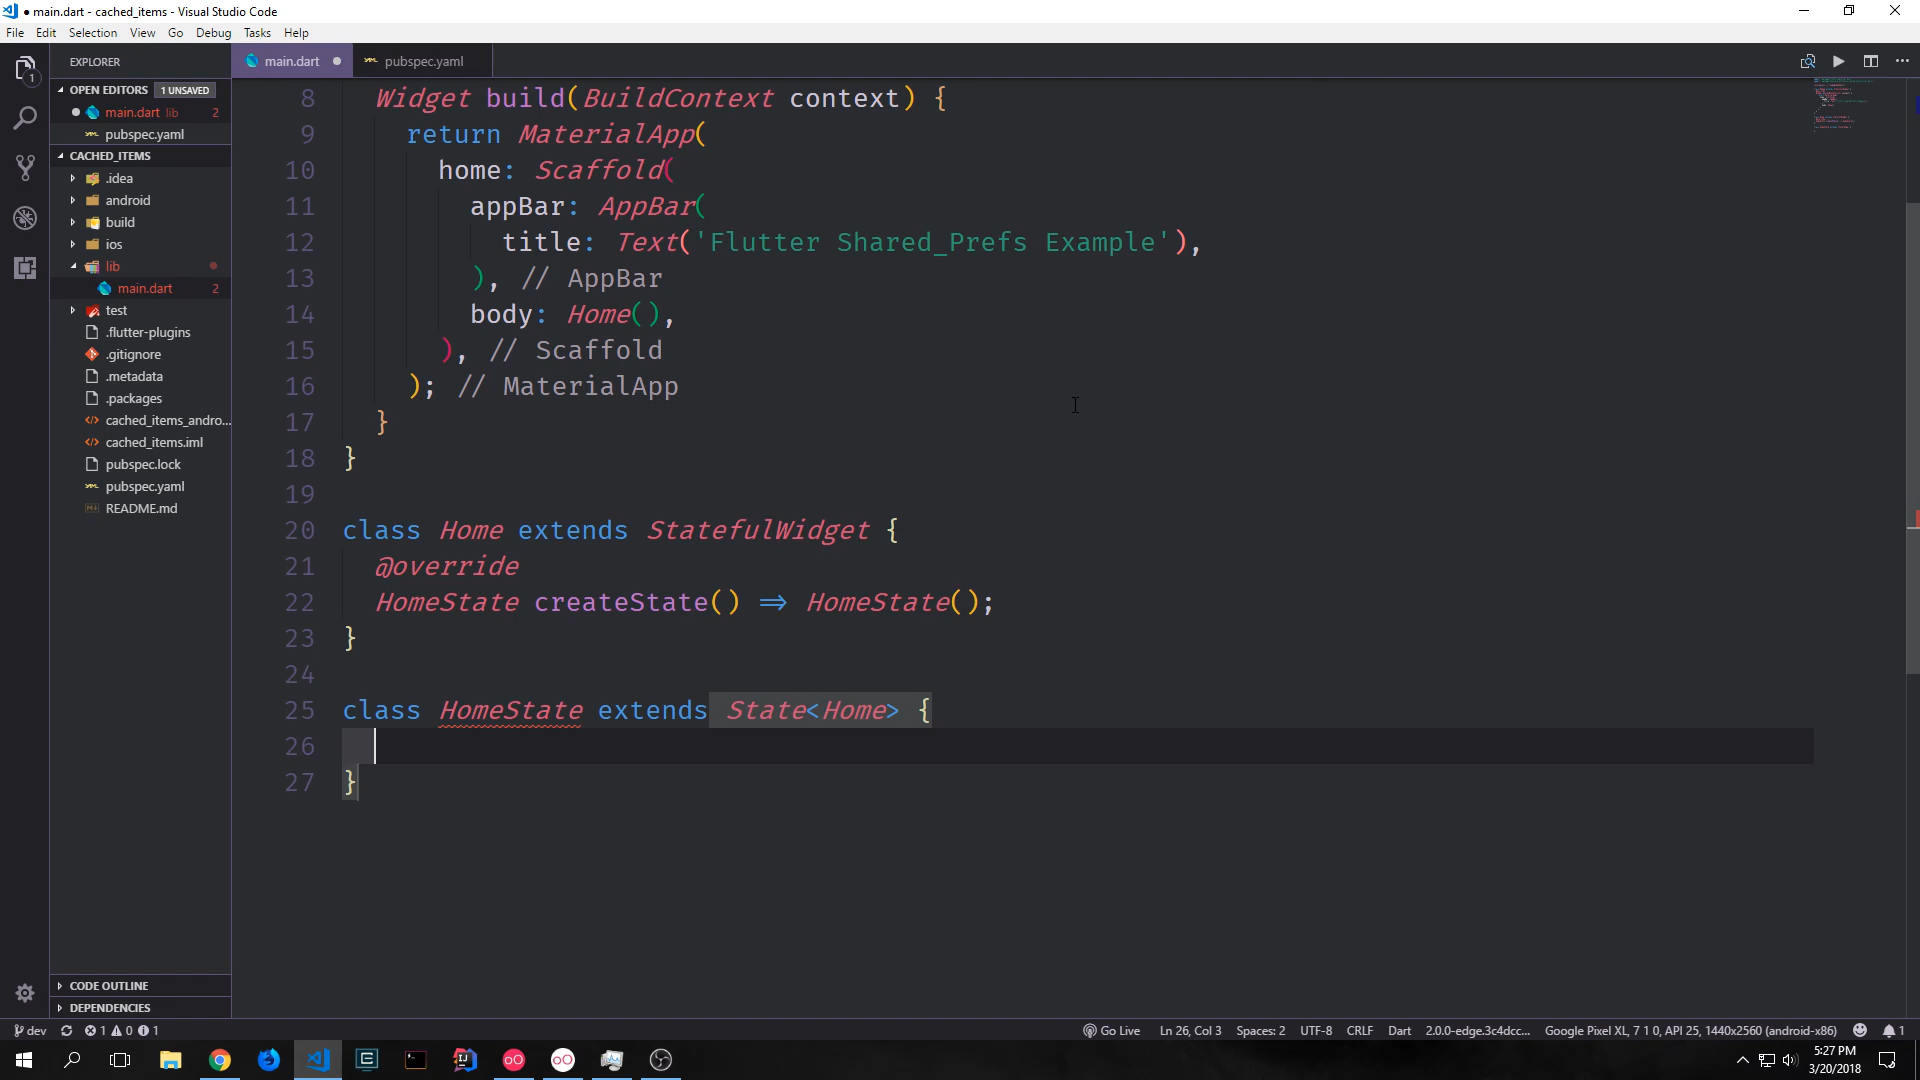 ● main.dart - cached_items - Visual Studio Code
File Edit Selection View Go Debug Tasks Help
1
EXPLORER
main.dart
pubspec.yaml
OPEN EDITORS 1 UNSAVED
main.dart lib 2
pubspec.yaml
CACHED_ITEMS
.idea
android
build
ios
lib
main.dart 2
test
.flutter-plugins
.gitignore
.metadata
.packages
cached_items_andro...
cached_items.iml
pubspec.lock
pubspec.yaml
README.md
CODE OUTLINE
DEPENDENCIES
8 Widget build(BuildContext context) {
9 return MaterialApp(
10 home: Scaffold(
11 appBar: AppBar(
12 title: Text('Flutter Shared_Prefs Example'),
13 ), // AppBar
14 body: Home(),
15 ), // Scaffold
16 ); // MaterialApp
17 }
18 }
19
20 class Home extends StatefulWidget {
21 @override
22 HomeState createState() => HomeState();
23 }
24
25 class HomeState extends State<Home> {
26
27 }
dev 1 0 1
Go Live Ln 26, Col 3 Spaces: 2 UTF-8 CRLF Dart 2.0.0-edge.3c4dcc... Google Pixel XL, 7 1 0, API 25, 1440x2560 (android-x86) 1
5:27 PM
3/20/2018